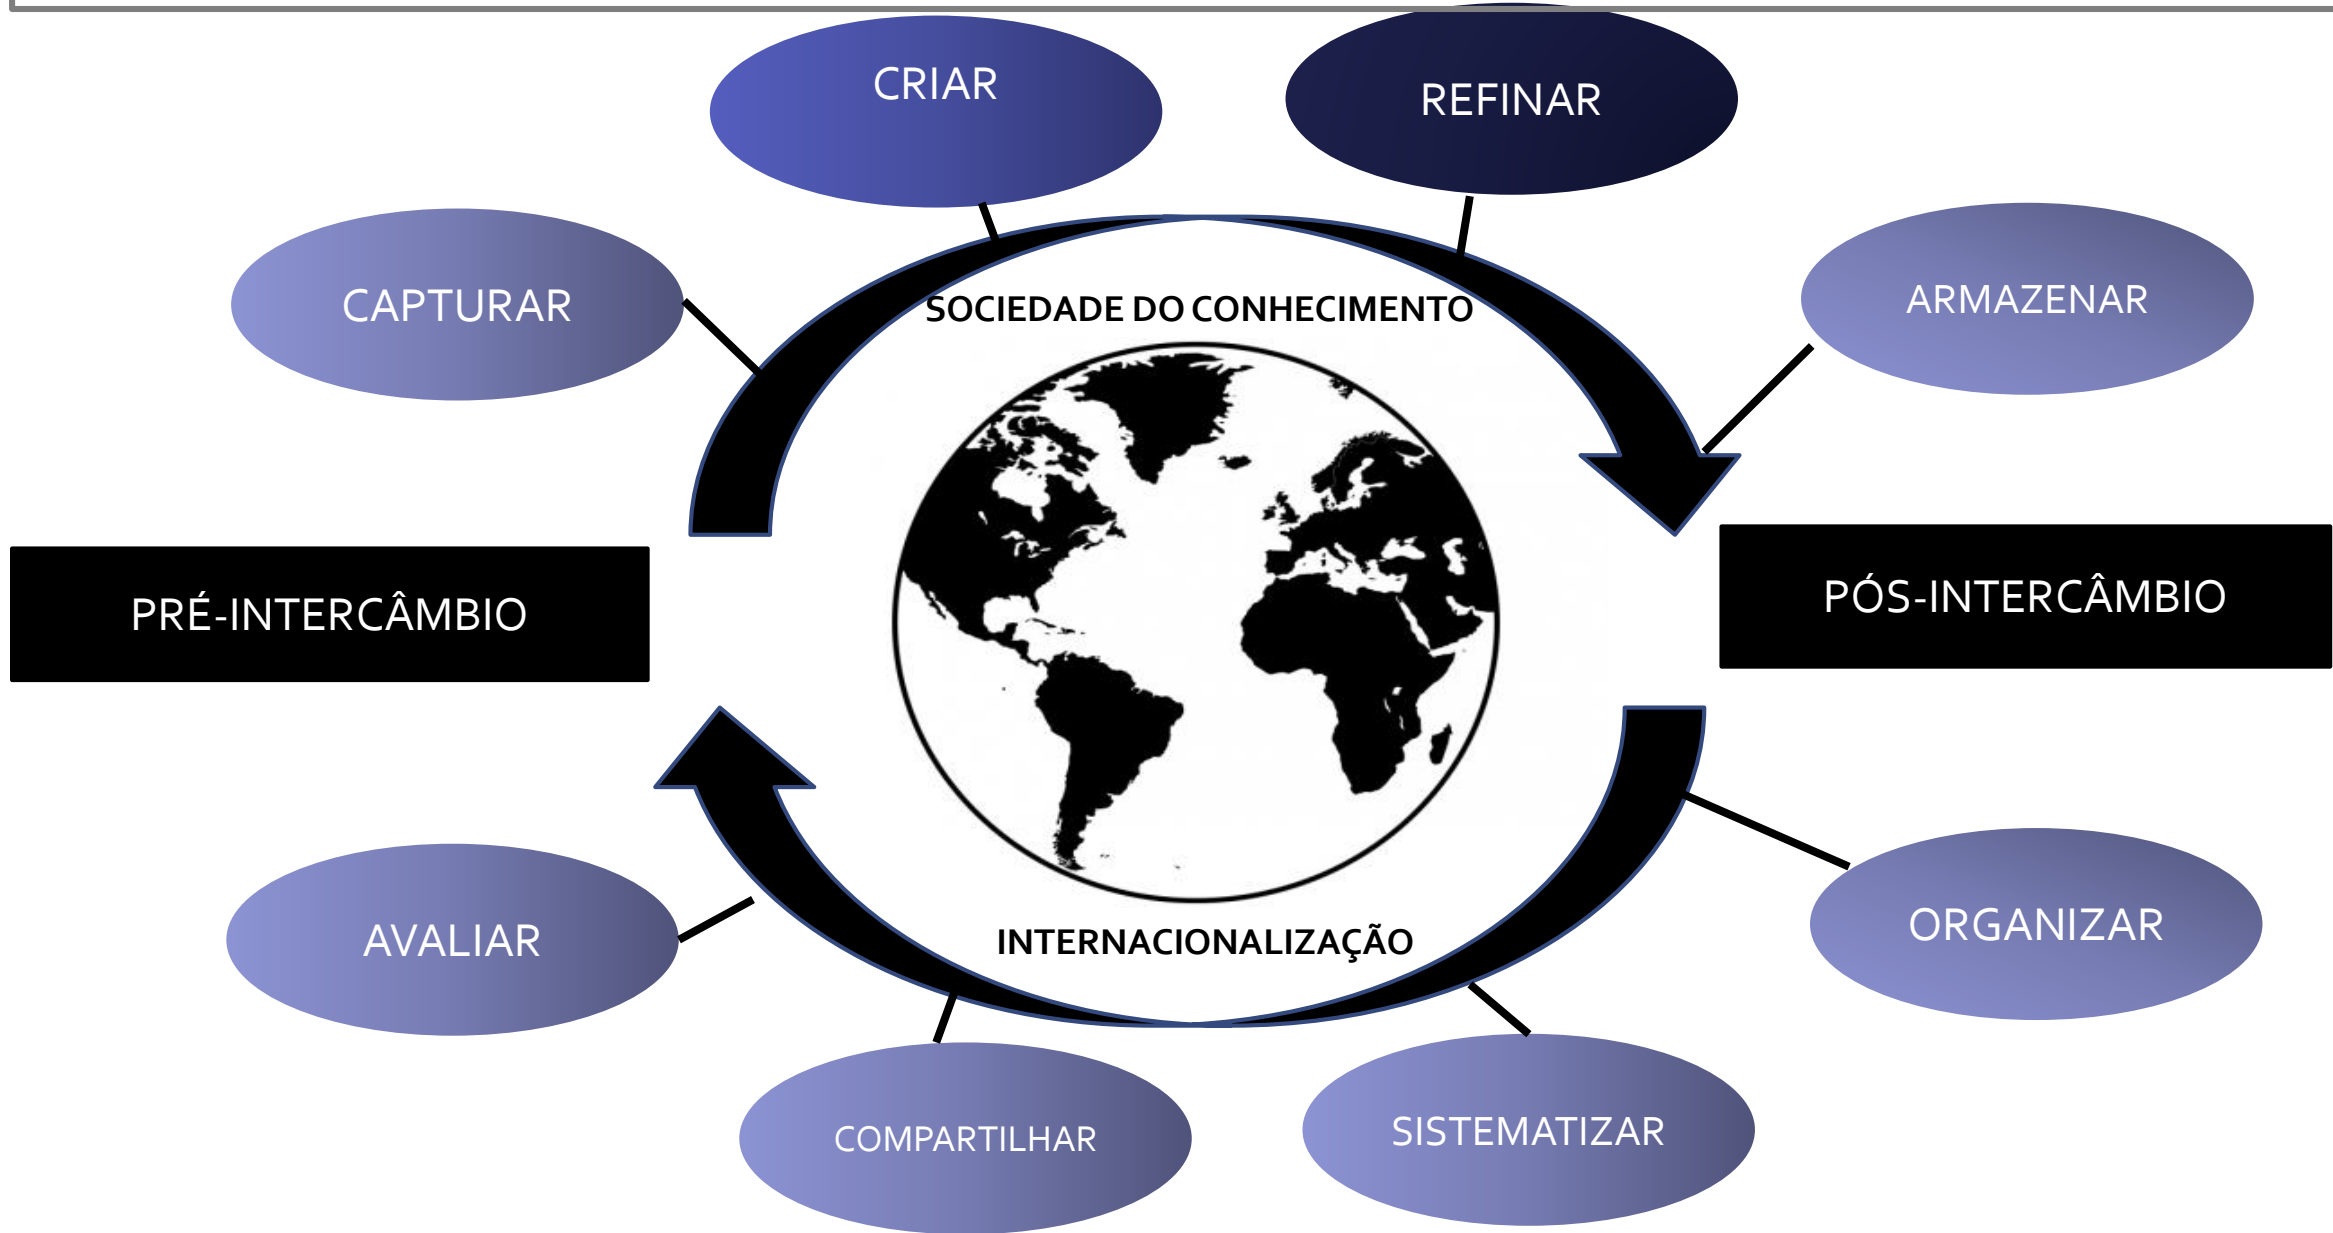 CRIAR
REFINAR
CAPTURAR
ARMAZENAR
SOCIEDADE DO CONHECIMENTO
PRÉ-INTERCÂMBIO
PÓS-INTERCÂMBIO
AVALIAR
INTERNACIONALIZAÇÃO
ORGANIZAR
COMPARTILHAR
SISTEMATIZAR